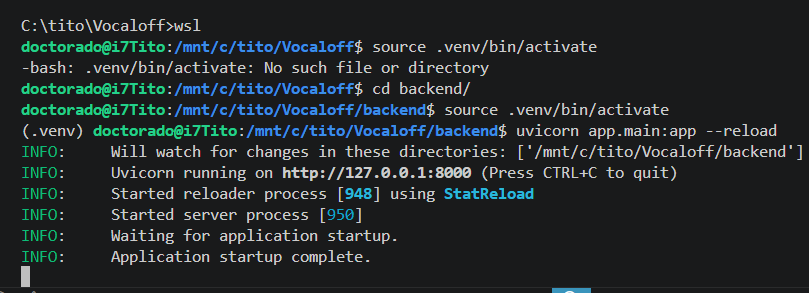 C:\tito\Vocaloff>wsl
doctorado@i7Tito:/mnt/c/tito/Vocaloff$ source .venv/bin/activate
-bash: .venv/bin/activate: No such file or directory
doctorado@i7Tito:/mnt/c/tito/Vocaloff$ cd backend/
doctorado@i7Tito:/mnt/c/tito/Vocaloff/backend$ source .venv/bin/activate
(.venv) doctorado@i7Tito:/mnt/c/tito/Vocaloff/backend$ uvicorn app.main:app --reload
INFO:     Will watch for changes in these directories: ['/mnt/c/tito/Vocaloff/backend']
INFO:     Uvicorn running on http://127.0.0.1:8000 (Press CTRL+C to quit)
INFO:     Started reloader process [948] using StatReload
INFO:     Started server process [950]
INFO:     Waiting for application startup.
INFO:     Application startup complete.